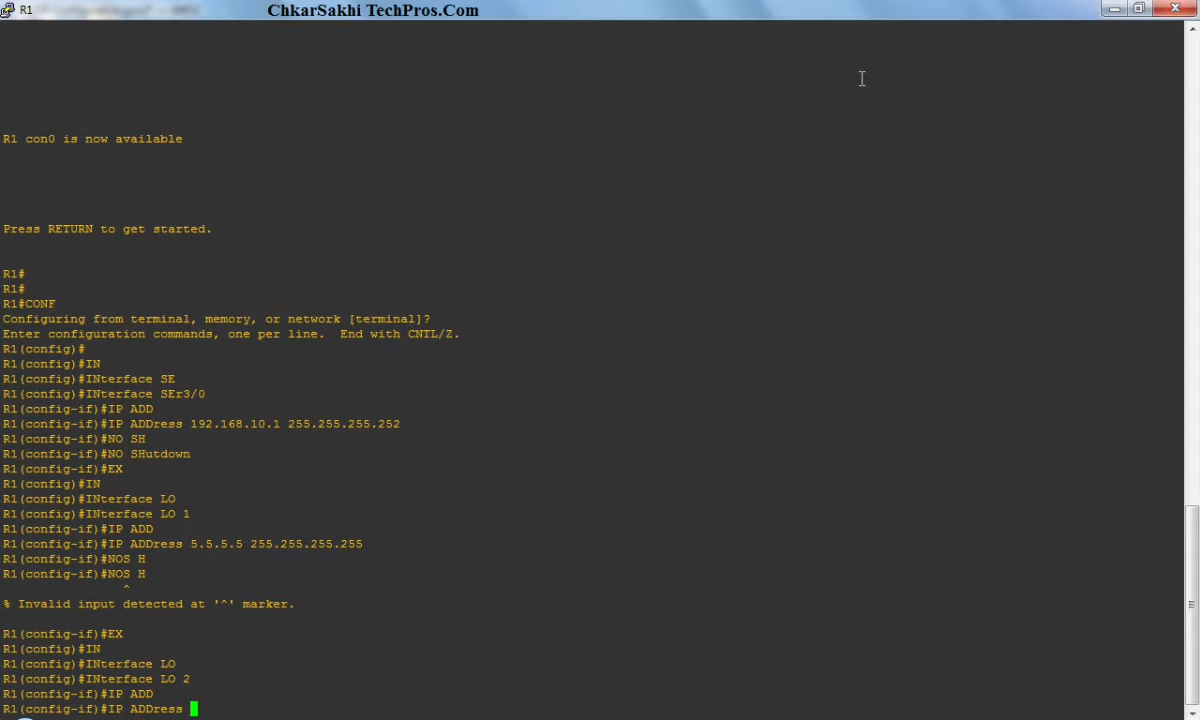 R1
ChkarSakhi TechPros.Com
R1 con0 is now available
Press RETURN to get started.
R1#
R1#
R1#CONF
Configuring from terminal, memory, or network [terminal]?
Enter configuration commands, one per line.  End with CNTL/Z.
R1(config)#
R1(config)#IN
R1(config)#INterface SE
R1(config)#INterface SEr3/0
R1(config-if)#IP ADD
R1(config-if)#IP ADDress 192.168.10.1 255.255.255.252
R1(config-if)#NO SH
R1(config-if)#NO SHutdown
R1(config-if)#EX
R1(config)#IN
R1(config)#INterface LO
R1(config)#INterface LO 1
R1(config-if)#IP ADD
R1(config-if)#IP ADDress 5.5.5.5 255.255.255.255
R1(config-if)#NOS H
R1(config-if)#NOS H
^
% Invalid input detected at '^' marker.
R1(config-if)#EX
R1(config)#IN
R1(config)#INterface LO
R1(config)#INterface LO 2
R1(config-if)#IP ADD
R1(config-if)#IP ADDress